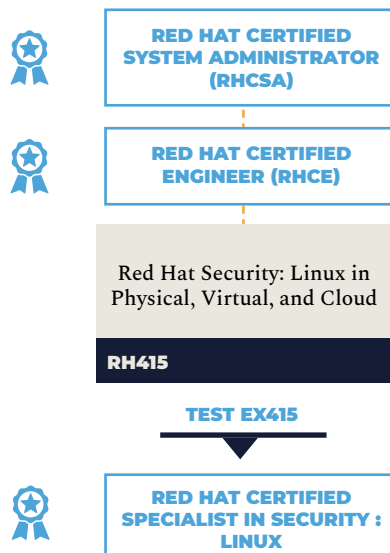 RED HAT CERTIFIED
SYSTEM ADMINISTRATOR
(RHCSA)
RED HAT CERTIFIED
ENGINEER (RHCE)
Red Hat Security: Linux in
Physical, Virtual, and Cloud
RH415
TEST EX415
RED HAT CERTIFIED
SPECIALIST IN SECURITY :
LINUX